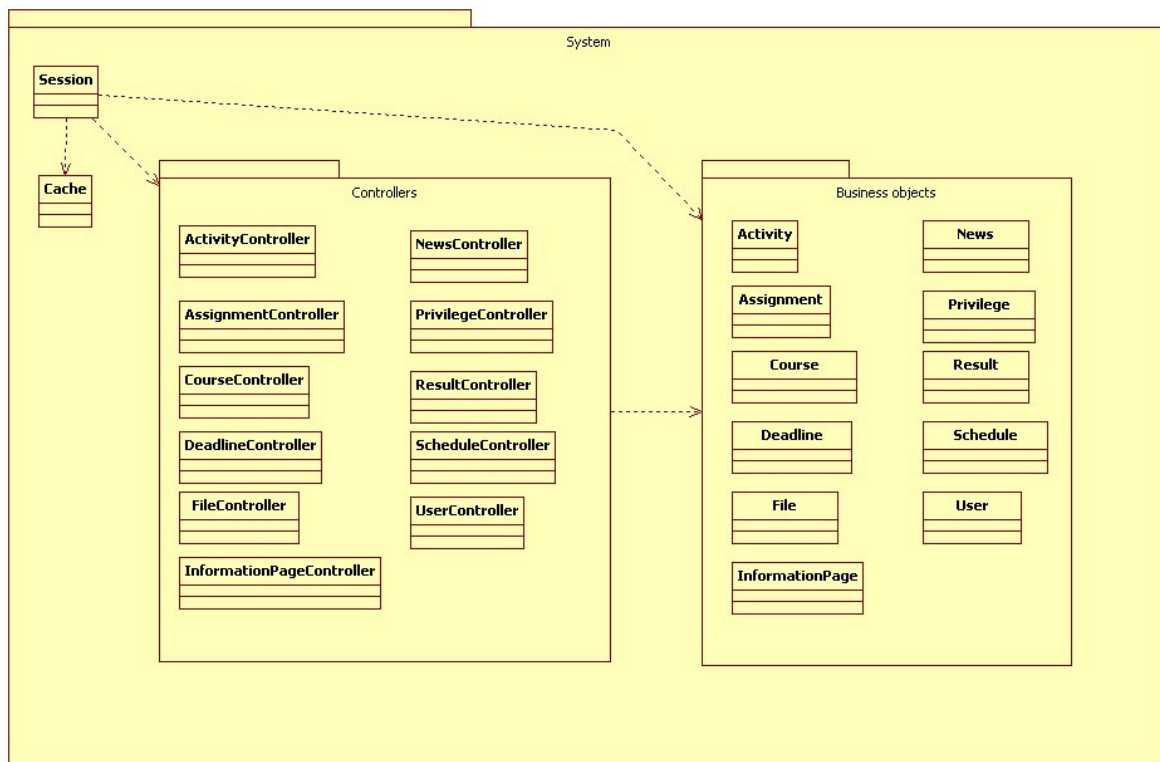 System
Session
Cache
Controllers
ActivityController
NewsController
AssignmentController
PrivilegeController
CourseController
ResultController
DeadlineController
ScheduleController
FileController
UserController
InformationPageController
Business objects
Activity
News
Assignment
Privilege
Course
Result
Deadline
Schedule
File
User
InformationPage